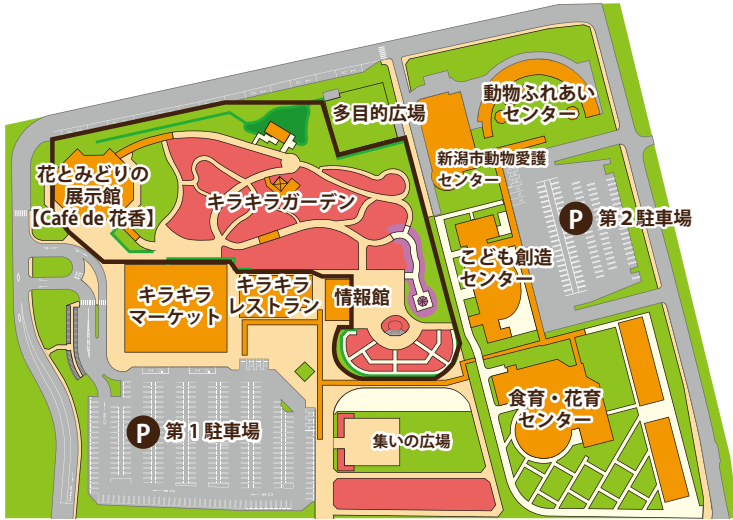 多目的広場
動物ふれあい
センター
新潟市動物愛護
センター
花とみどりの
展示館
【Café de 花香】
キラキラガーデン
P 第2駐車場
こども創造
センター
キラキラ
マーケット
キラキラ
レストラン
情報館
食育・花育
センター
P 第1駐車場
集いの広場